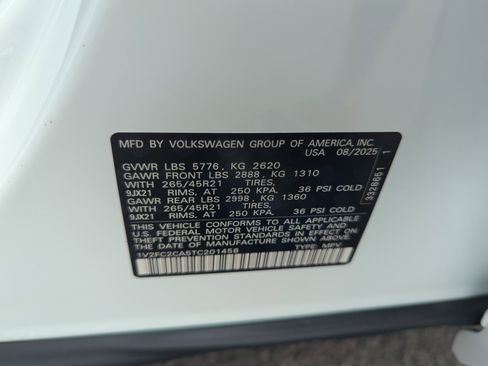 MFD BY VOLKSWAGEN GROUP OF AMERICA, INC.
USA 08/2025
GVWR LBS 5776, KG 2620
GAWR FRONT LBS 2888, KG 1310
WITH 265/45R21 TIRES,
9JX21 RIMS, AT 250 KPA, 36 PSI COLD
GAWR REAR LBS 2998, KG 1360
WITH 265/45R21 TIRES,
9JX21 RIMS, AT 250 KPA, 36 PSI COLD
THIS VEHICLE CONFORMS TO ALL APPLICABLE
U.S. FEDERAL MOTOR VEHICLE SAFETY AND
THEFT PREVENTION STANDARDS IN EFFECT ON
THE DATE OF MANUFACTURE SHOWN ABOVE.
1V2FC2CA5TC201458 TYPE: MPV
3328651 1